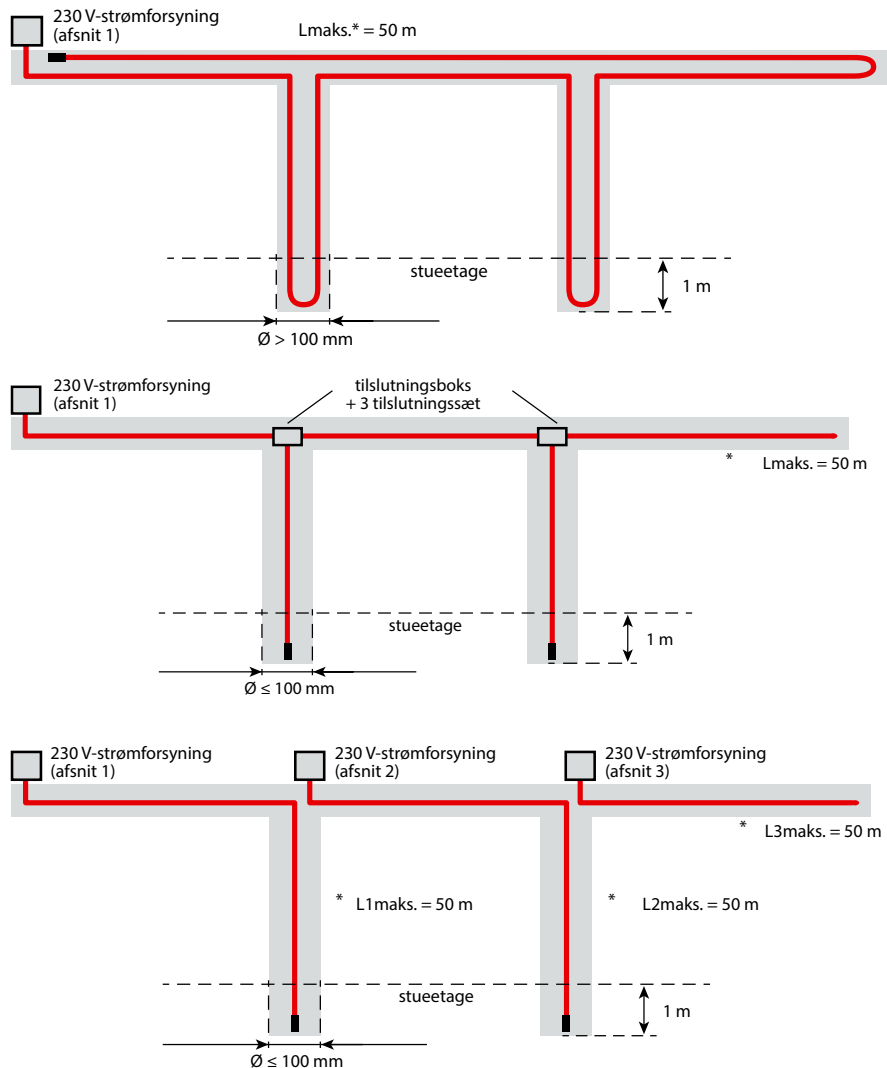 230 V-strømforsyning
(afsnit 1)
Lmaks.* = 50 m
stueetage
1 m
Ø > 100 mm
230 V-strømforsyning
(afsnit 1)
tilslutningsboks
+ 3 tilslutningssæt
* Lmaks. = 50 m
stueetage
1 m
Ø ≤ 100 mm
230 V-strømforsyning
(afsnit 1)
230 V-strømforsyning
(afsnit 2)
230 V-strømforsyning
(afsnit 3)
* L3maks. = 50 m
* L1maks. = 50 m
* L2maks. = 50 m
stueetage
1 m
Ø ≤ 100 mm